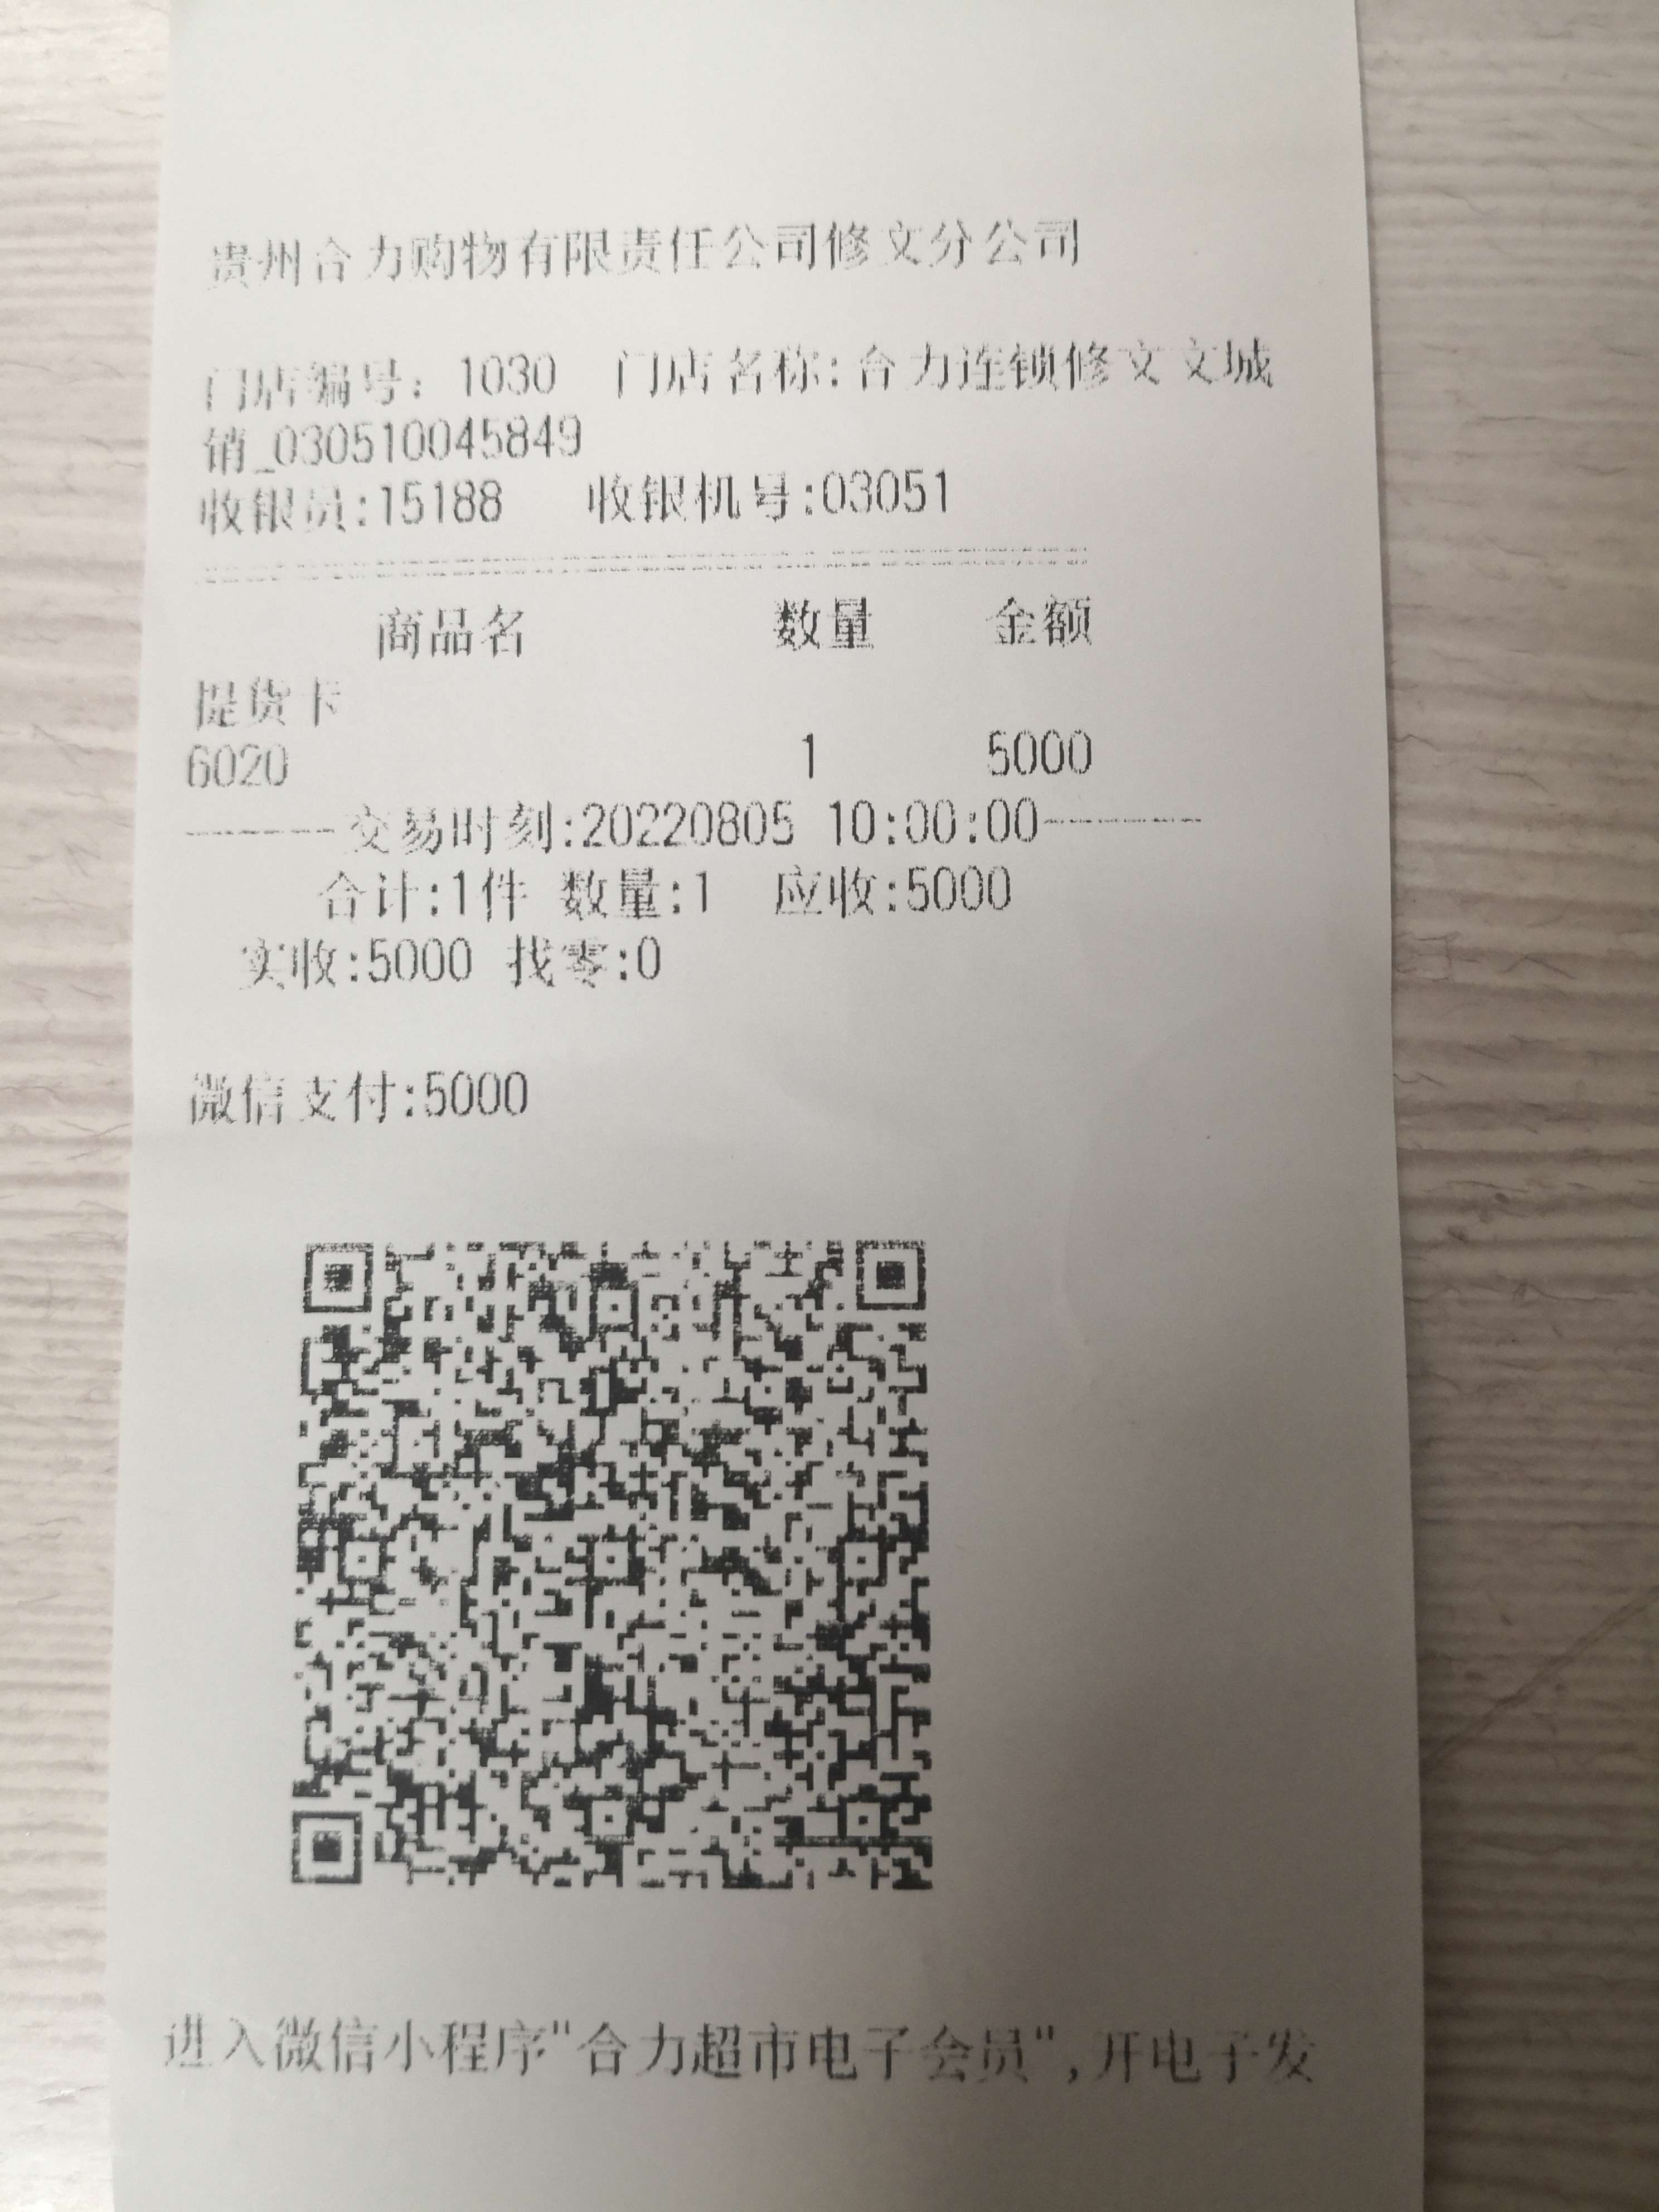 贵州合力购物有限责任公司修文分公司
门店编号：1030 门店名称:合力连锁修文文城
销_030510045849
收银员:15188 收银机号:03051
商品名 数量 金额
提货卡
6020 1 5000
------交易时刻:20220805 10:00:00------
合计:1件 数量:1 应收:5000
实收:5000 找零:0
微信支付:5000
进入微信小程序"合力超市电子会员",开电子发